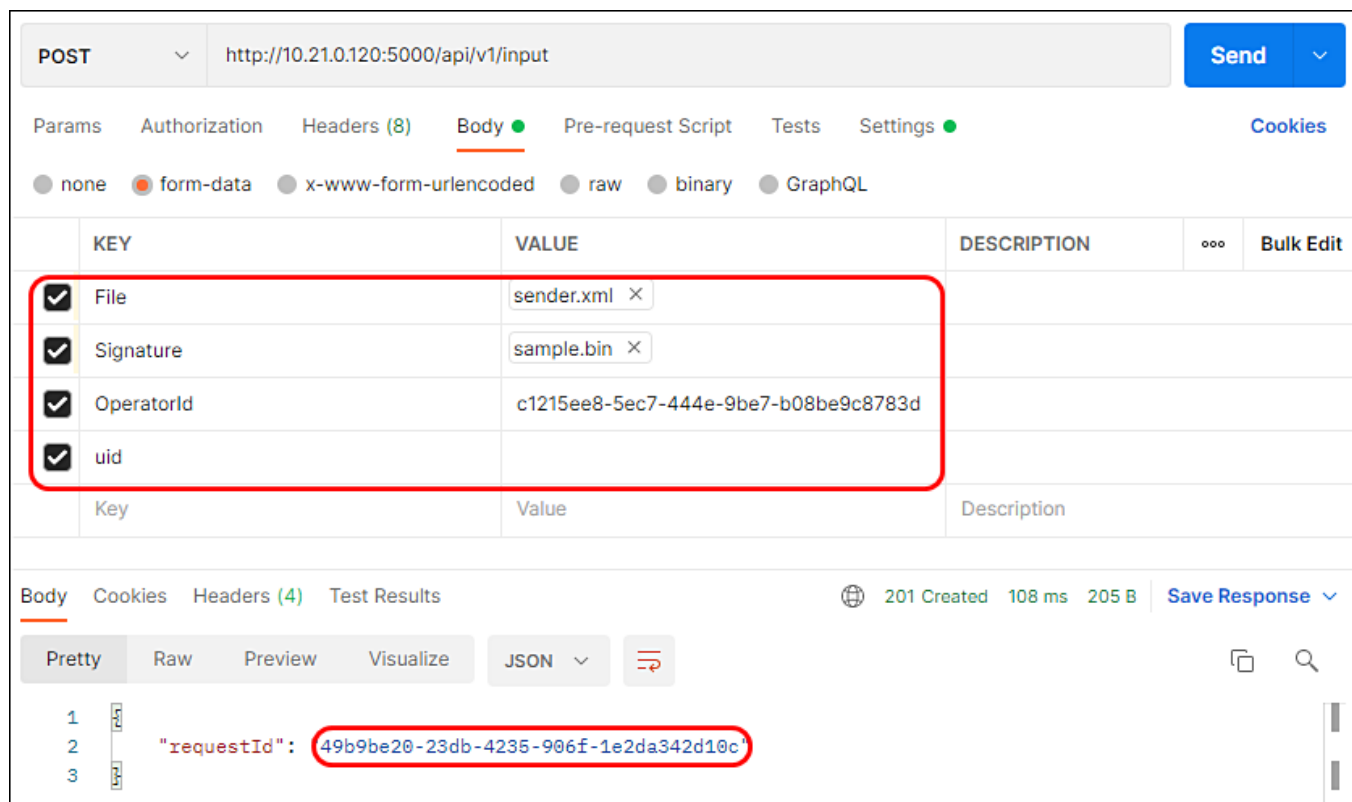 POST http://10.21.0.120:5000/api/v1/input Send
Params Authorization Headers (8) Body Pre-request Script Tests Settings Cookies
none form-data x-www-form-urlencoded raw binary GraphQL
KEY VALUE DESCRIPTION ooo Bulk Edit
File sender.xml ×
Signature sample.bin ×
OperatorId c1215ee8-5ec7-444e-9be7-b08be9c8783d
uid
Key Value Description
Body Cookies Headers (4) Test Results 201 Created 108 ms 205 B Save Response
Pretty Raw Preview Visualize JSON
1 {
2 "requestId": "49b9be20-23db-4235-906f-1e2da342d10c"
3 }